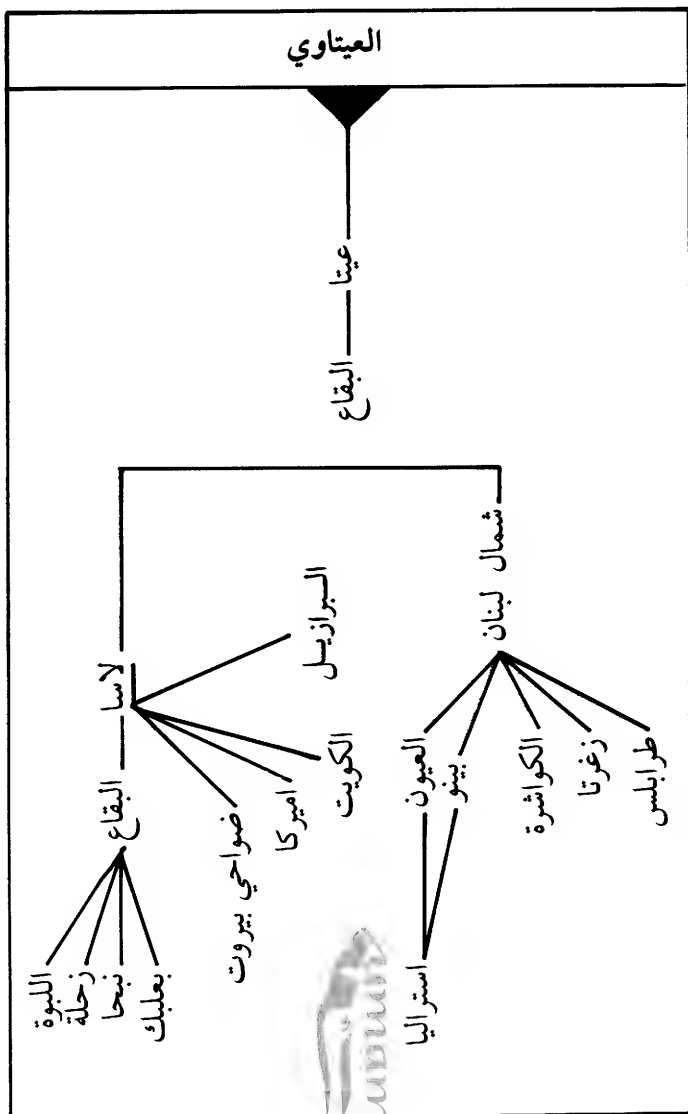 العيتاوي
عيتا
البقاع
شمال لبنان
طرابلس
زغرتا
الكواشرة
بينو
العيون
استراليا
لاسا
البرازيـل
الكويت
اميركا
ضواحي بيروت
البقاع
بعلبك
نبحا
زحلة
اللبوة